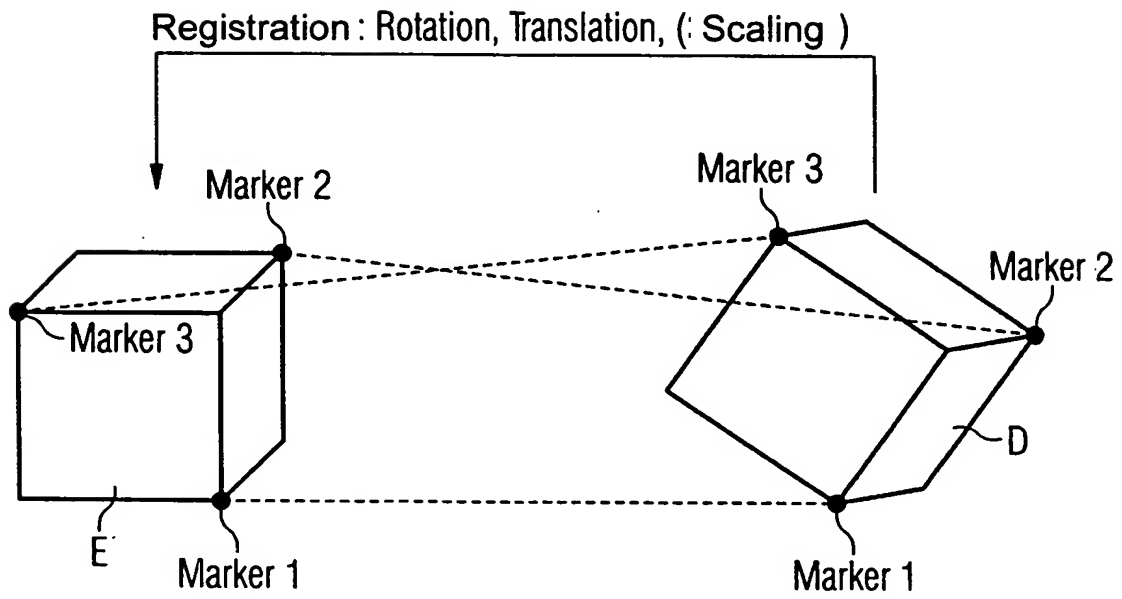 Registration : Rotation, Translation, (: Scaling )
Marker 3
Marker 2
Marker 2
Marker 3
D
E
Marker 1
Marker 1